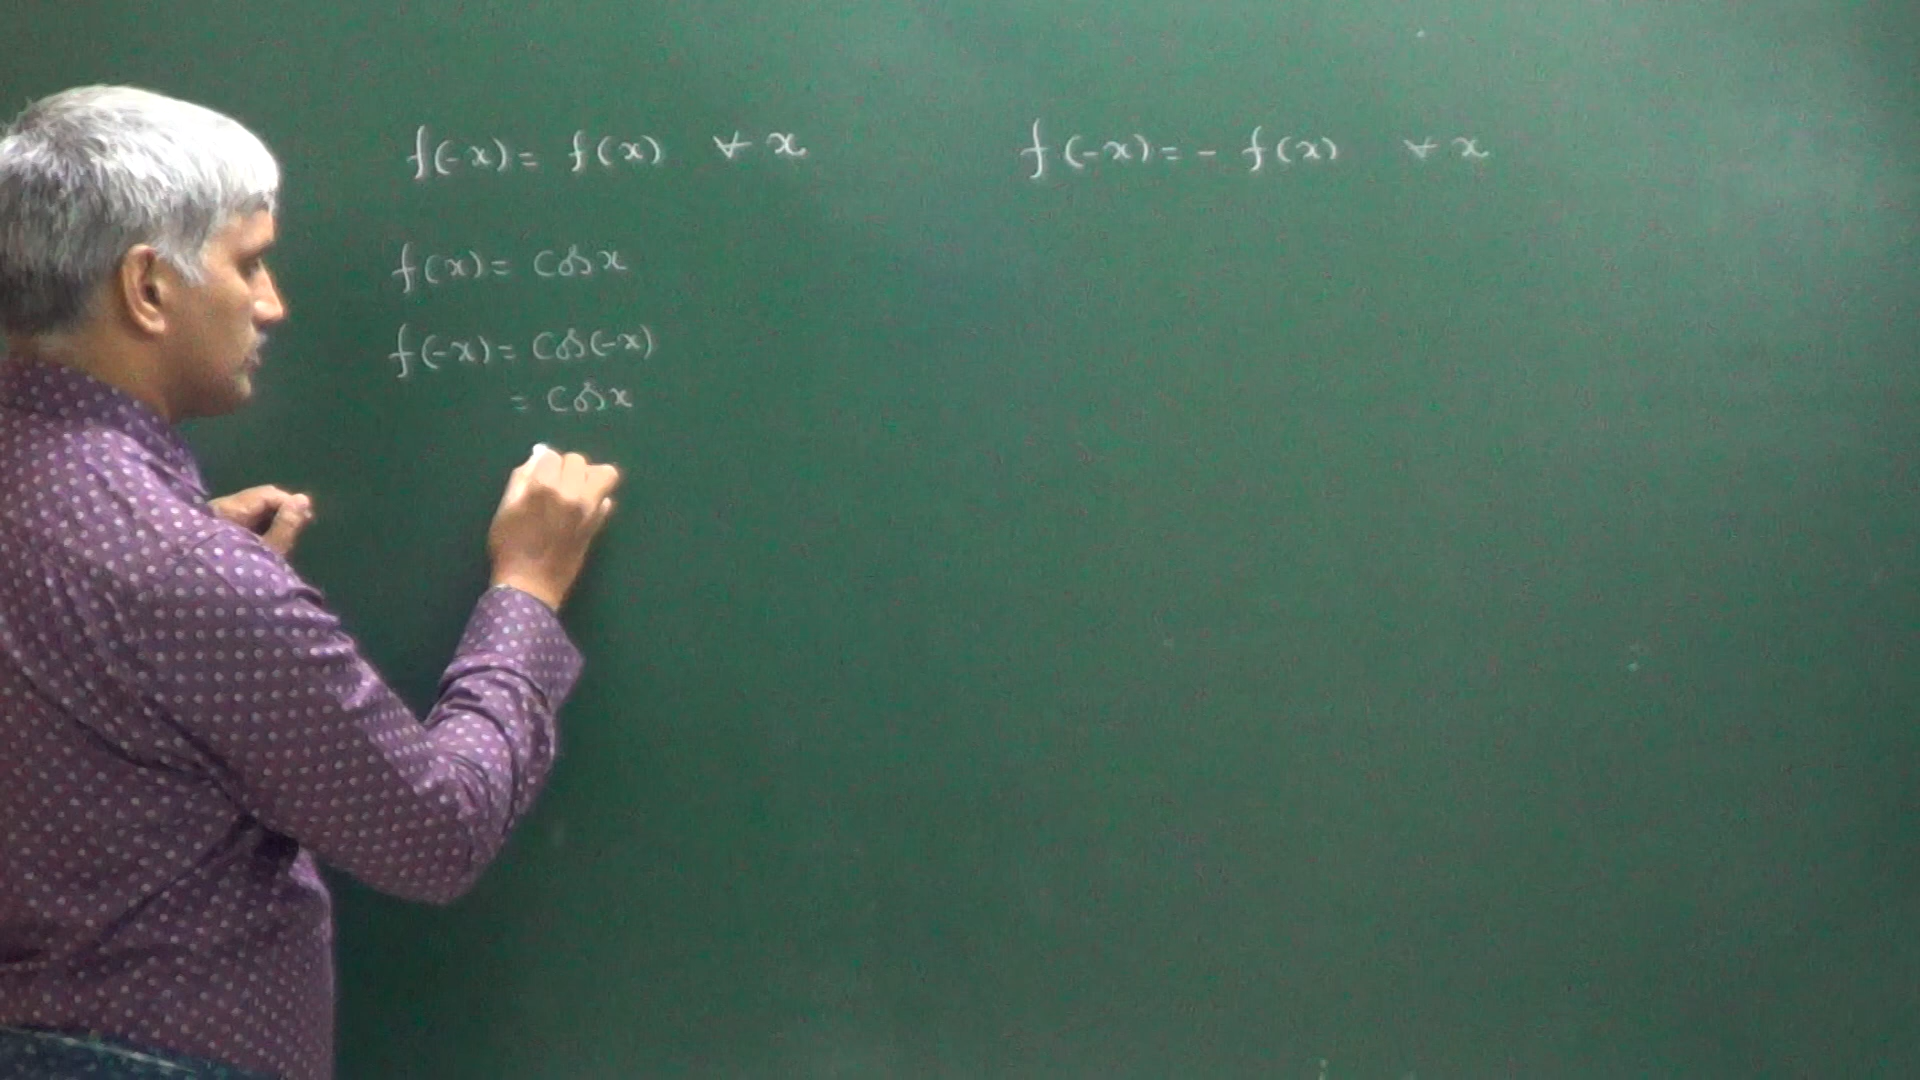 f(-x) = f(x) ∀ x
f(-x) = - f(x) ∀ x
f(x) = cos x
f(-x) = cos(-x)
= cos x